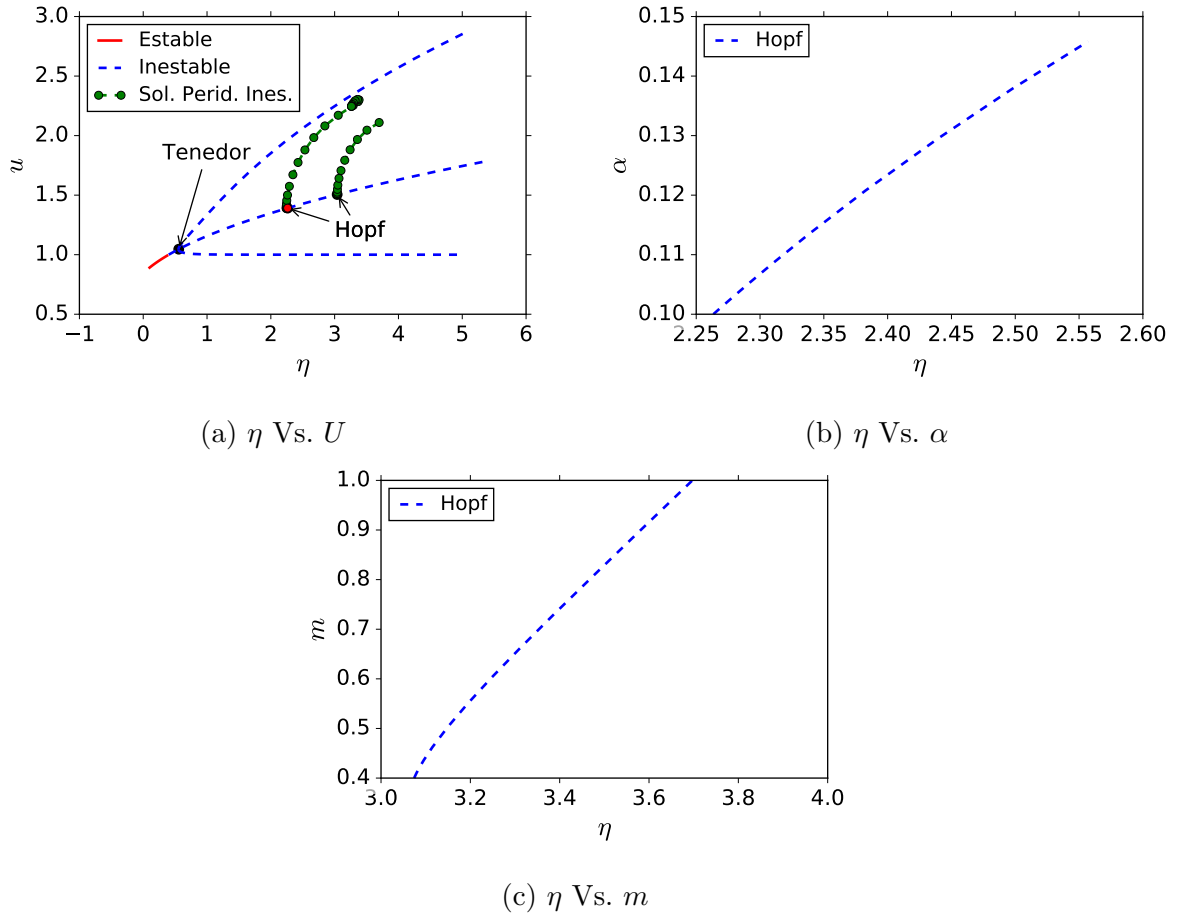 3.0
2.5
2.0
1.5
1.0
0.5
u
Estable
Inestable
Sol. Perid. Ines.
Tenedor
Hopf
−1 0 1 2 3 4 5 6
η
(a) η Vs. U
0.15
0.14
0.13
0.12
0.11
0.10
α
Hopf
2.25 2.30 2.35 2.40 2.45 2.50 2.55 2.60
η
(b) η Vs. α
1.0
0.9
0.8
0.7
0.6
0.5
0.4
m
Hopf
3.0 3.2 3.4 3.6 3.8 4.0
η
(c) η Vs. m